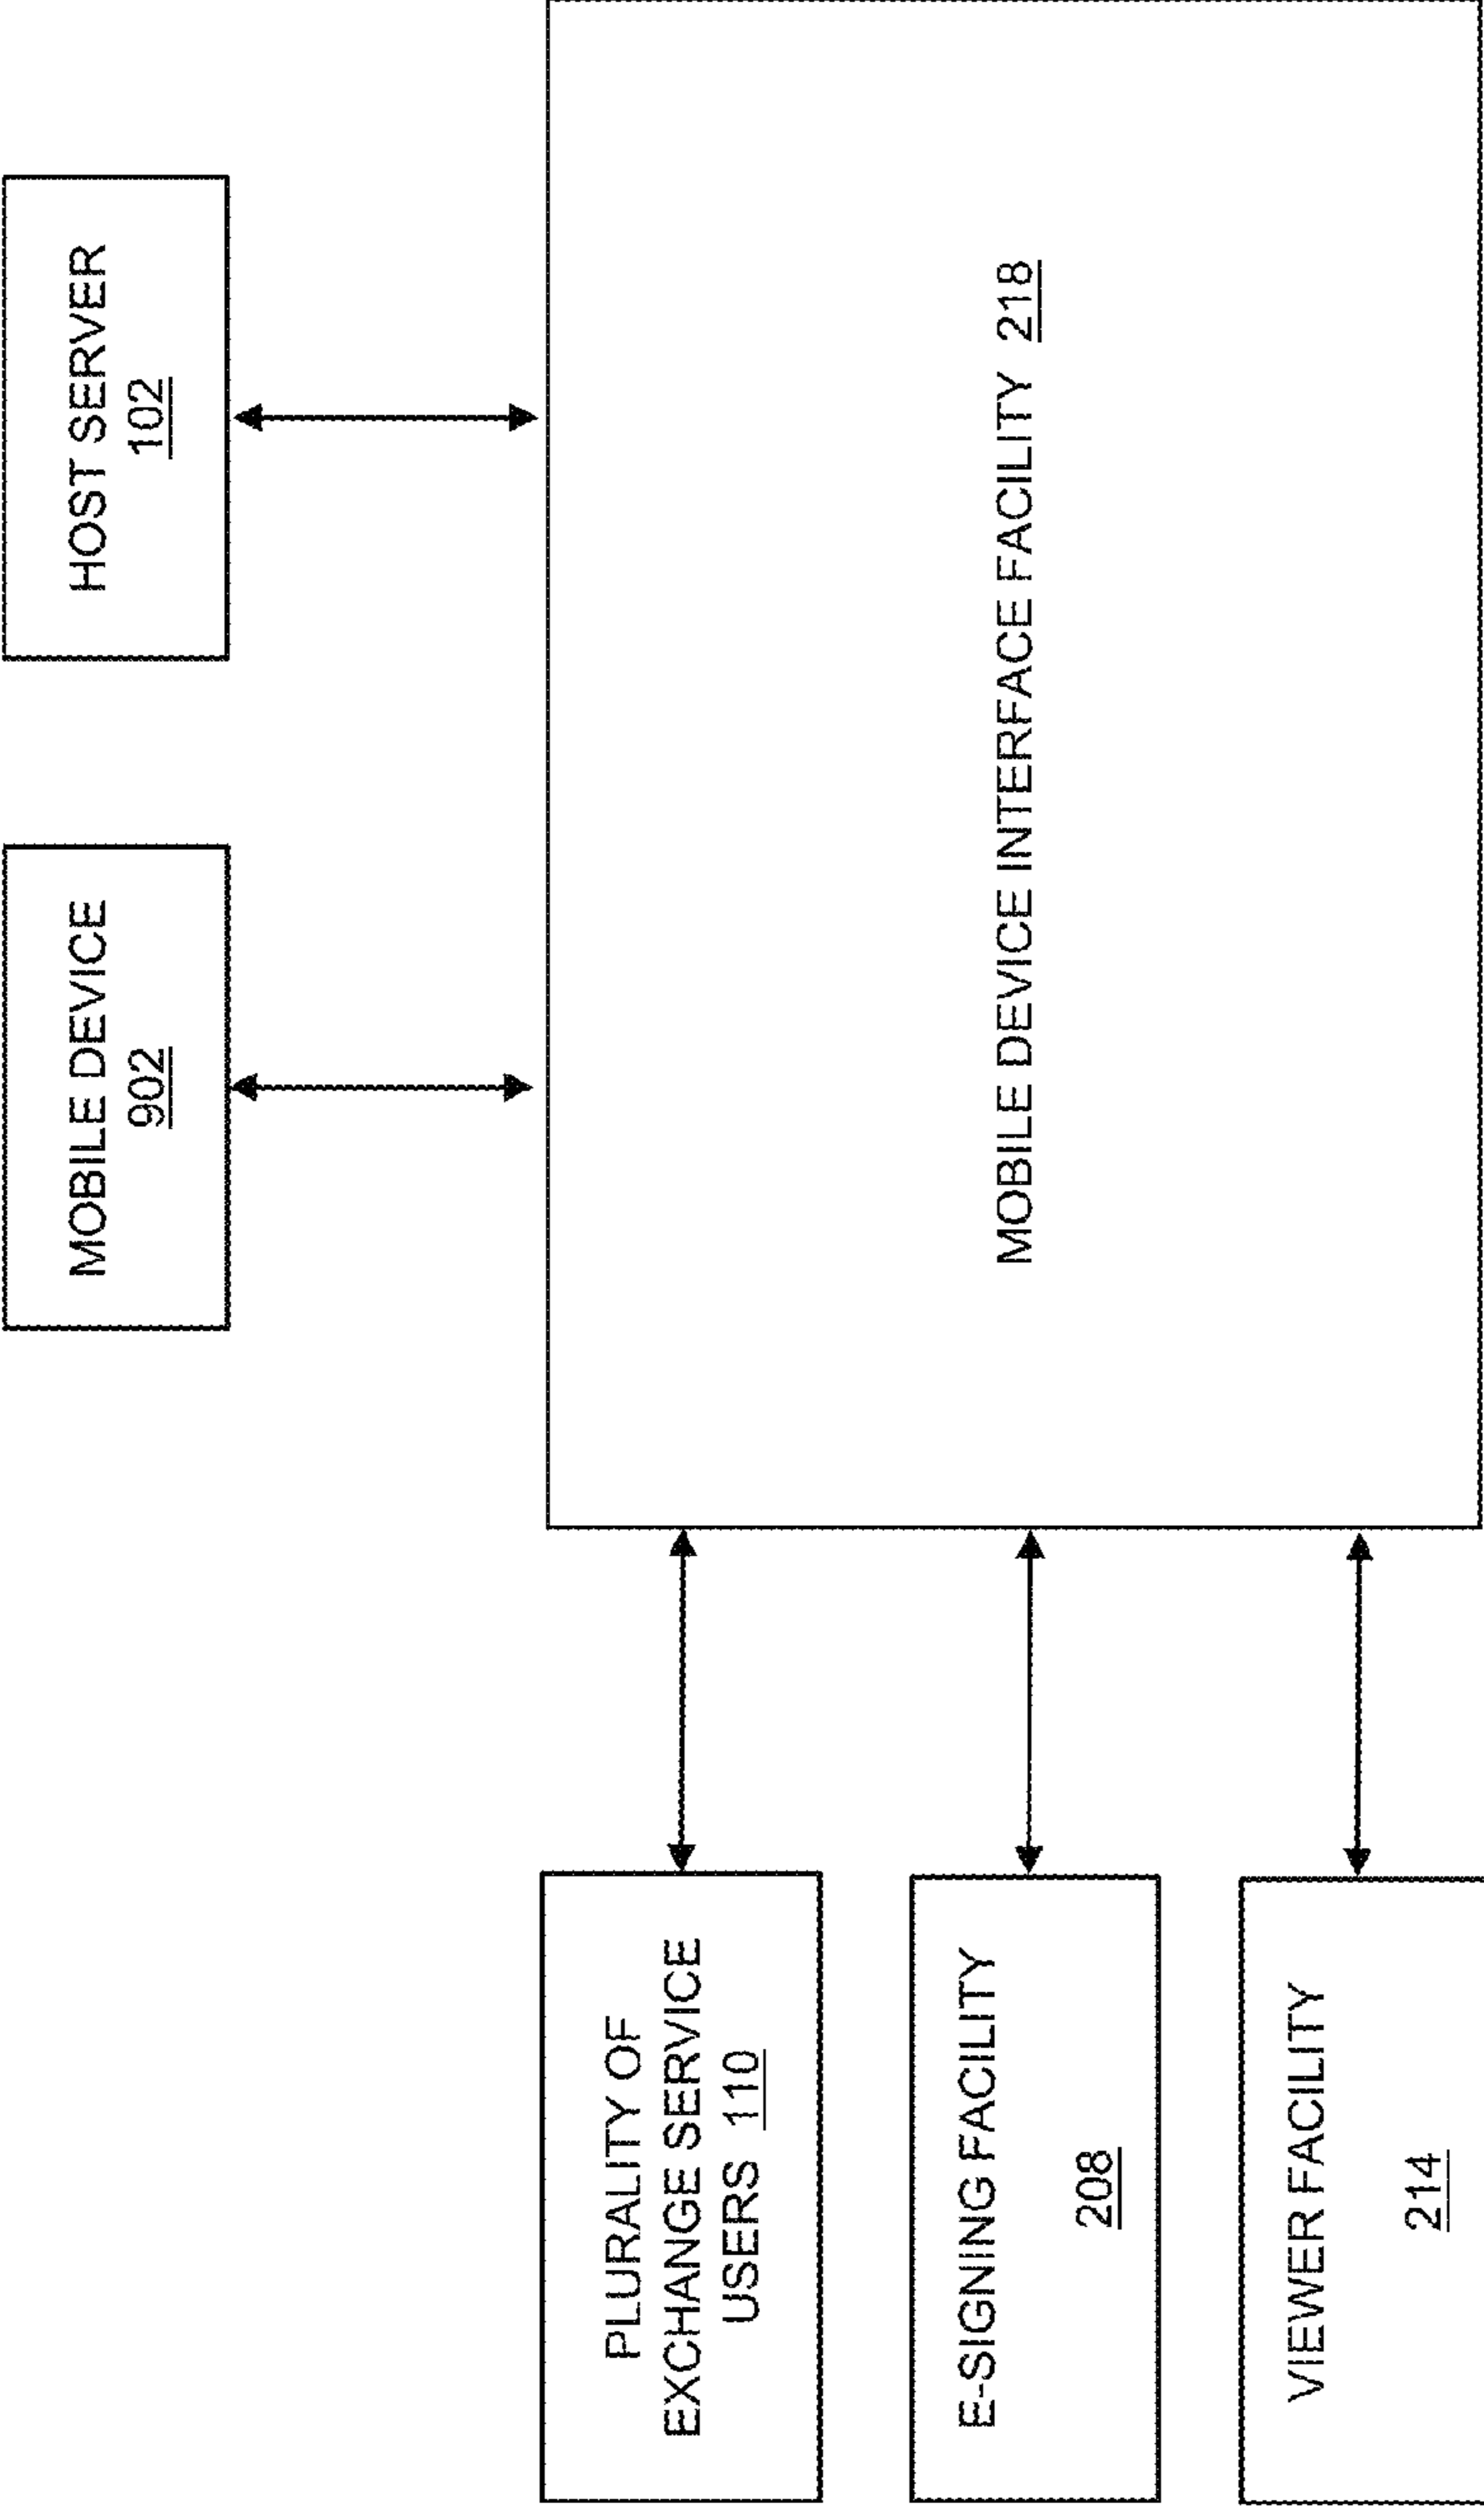 MOBILE DEVICE
902
HOST SERVER
102
PLURALITY OF
EXCHANGE SERVICE
USERS 110
E-SIGNING FACILITY
208
VIEWER FACILITY
214
MOBILE DEVICE INTERFACE FACILITY 218